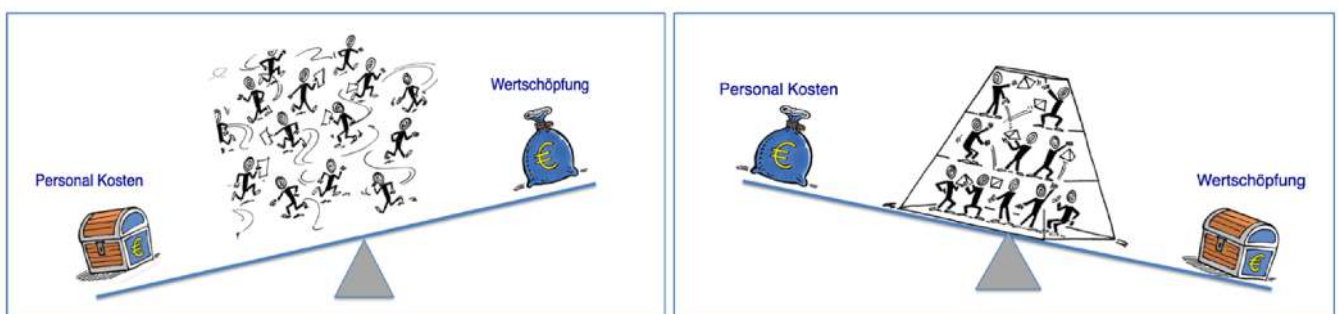 Wertschöpfung
€
Personal Kosten
€
Personal Kosten
€
Wertschöpfung
€